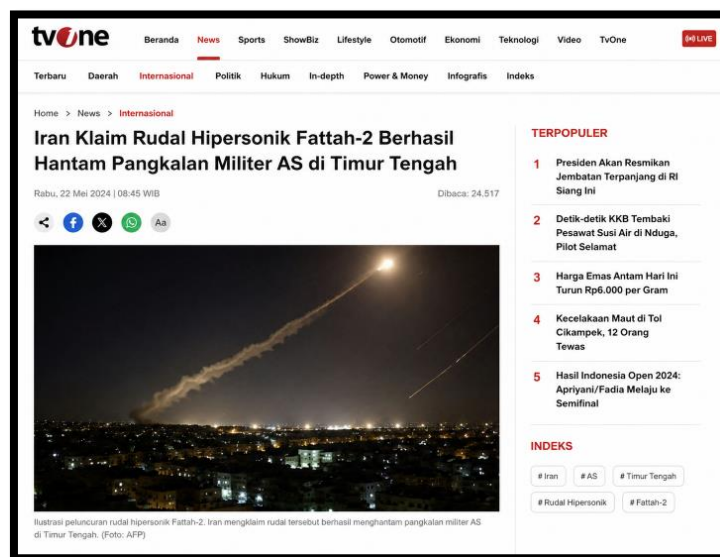 tvOne
Beranda News Sports ShowBiz Lifestyle Otomotif Ekonomi Teknologi Video TvOne
LIVE
Terbaru Daerah Internasional Politik Hukum In-depth Power & Money Infografis Indeks
Home > News > Internasional
Iran Klaim Rudal Hipersonik Fattah-2 Berhasil
Hantam Pangkalan Militer AS di Timur Tengah
Rabu, 22 Mei 2024 | 08:45 WIB
Dibaca: 24.517
Aa
Ilustrasi peluncuran rudal hipersonik Fattah-2. Iran mengklaim rudal tersebut berhasil menghantam pangkalan militer AS
di Timur Tengah. (Foto: AFP)
TERPOPULER
1 Presiden Akan Resmikan
Jembatan Terpanjang di RI
Siang Ini
2 Detik-detik KKB Tembaki
Pesawat Susi Air di Nduga,
Pilot Selamat
3 Harga Emas Antam Hari Ini
Turun Rp6.000 per Gram
4 Kecelakaan Maut di Tol
Cikampek, 12 Orang
Tewas
5 Hasil Indonesia Open 2024:
Apriyani/Fadia Melaju ke
Semifinal
INDEKS
# Iran # AS # Timur Tengah
# Rudal Hipersonik # Fattah-2